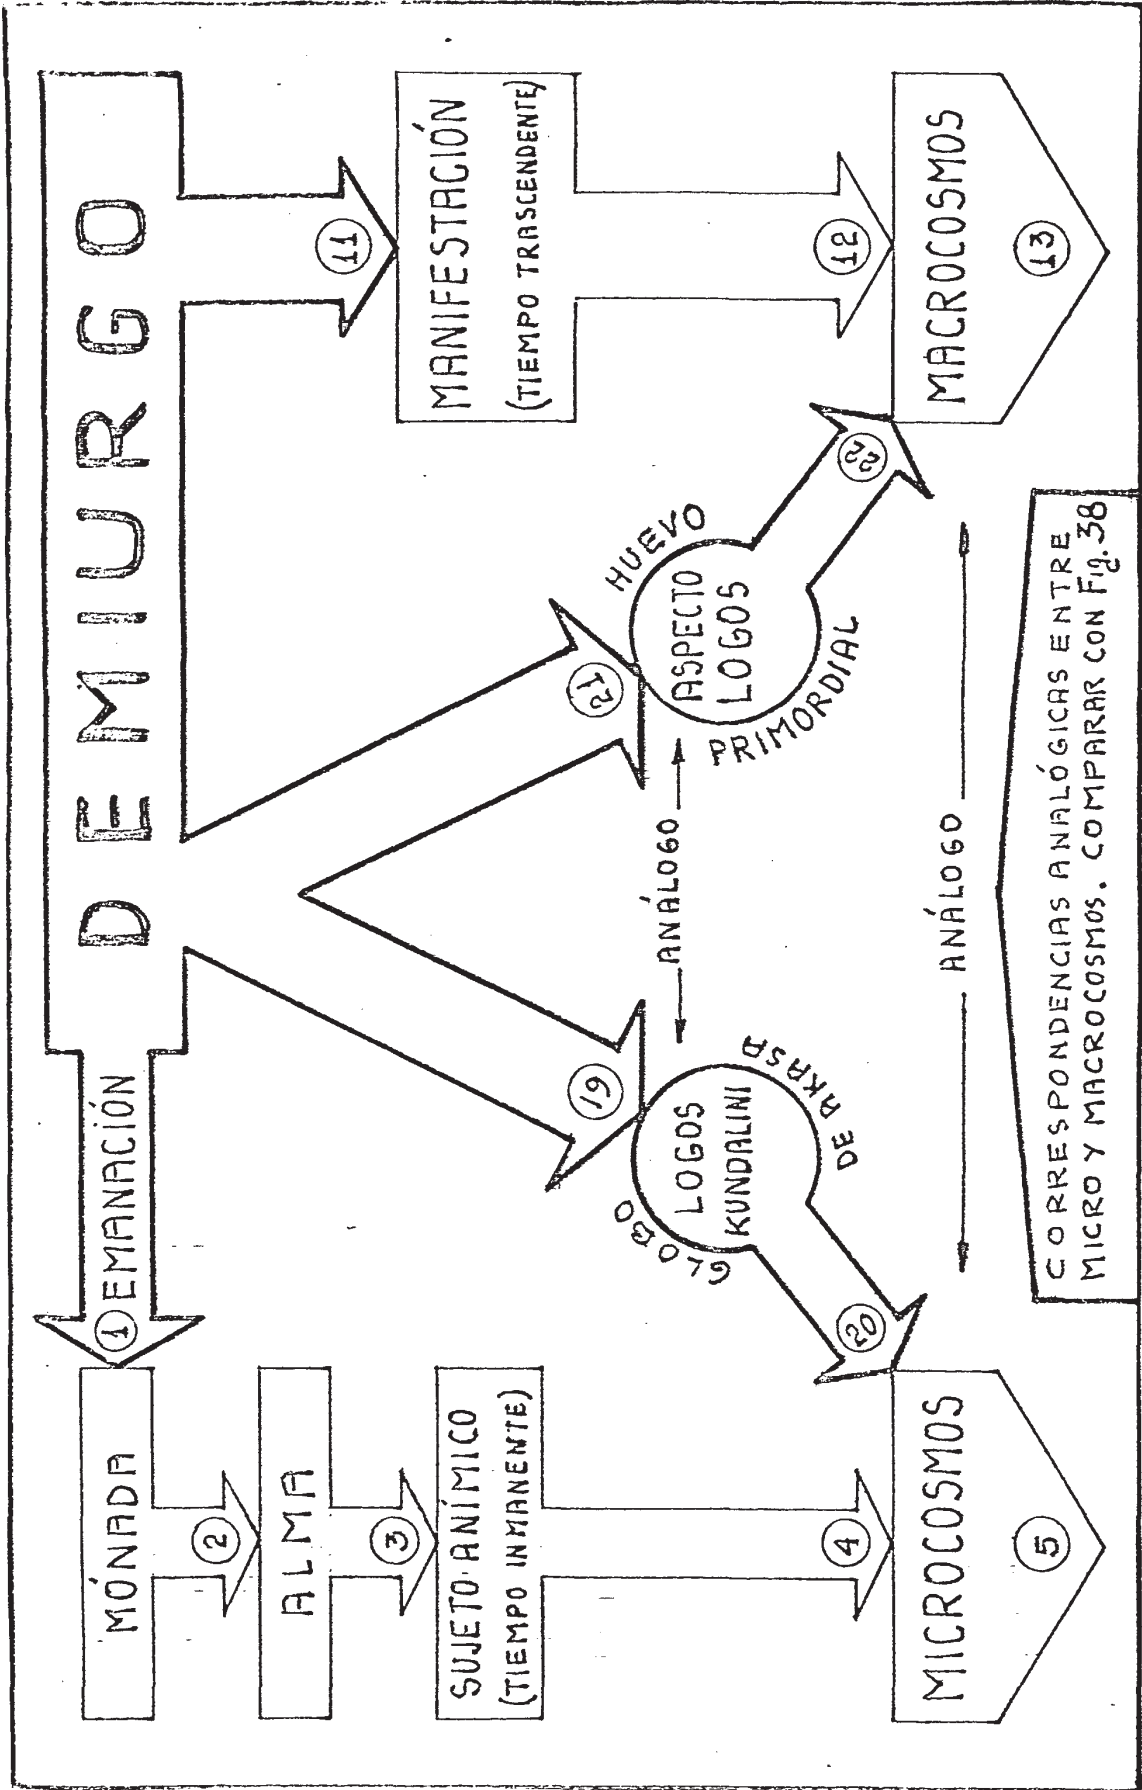 DEMIURGO
1
EMANACIÓN
MÓNADA
2
ALMA
3
SUJETO ANÍMICO
(TIEMPO INMANENTE)
4
MICROCOSMOS
5
19
GLOBO
LOGOS
KUNDALINI
DE AKASA
20
21
HUEVO
ASPECTO
LOGOS
PRIMORDIAL
22
11
MANIFESTACIÓN
(TIEMPO TRASCENDENTE)
12
MACROCOSMOS
13
ANÁLOGO
ANÁLOGO
CORRESPONDENCIAS ANALÓGICAS ENTRE
MICRO Y MACROCOSMOS. COMPARAR CON Fig. 38